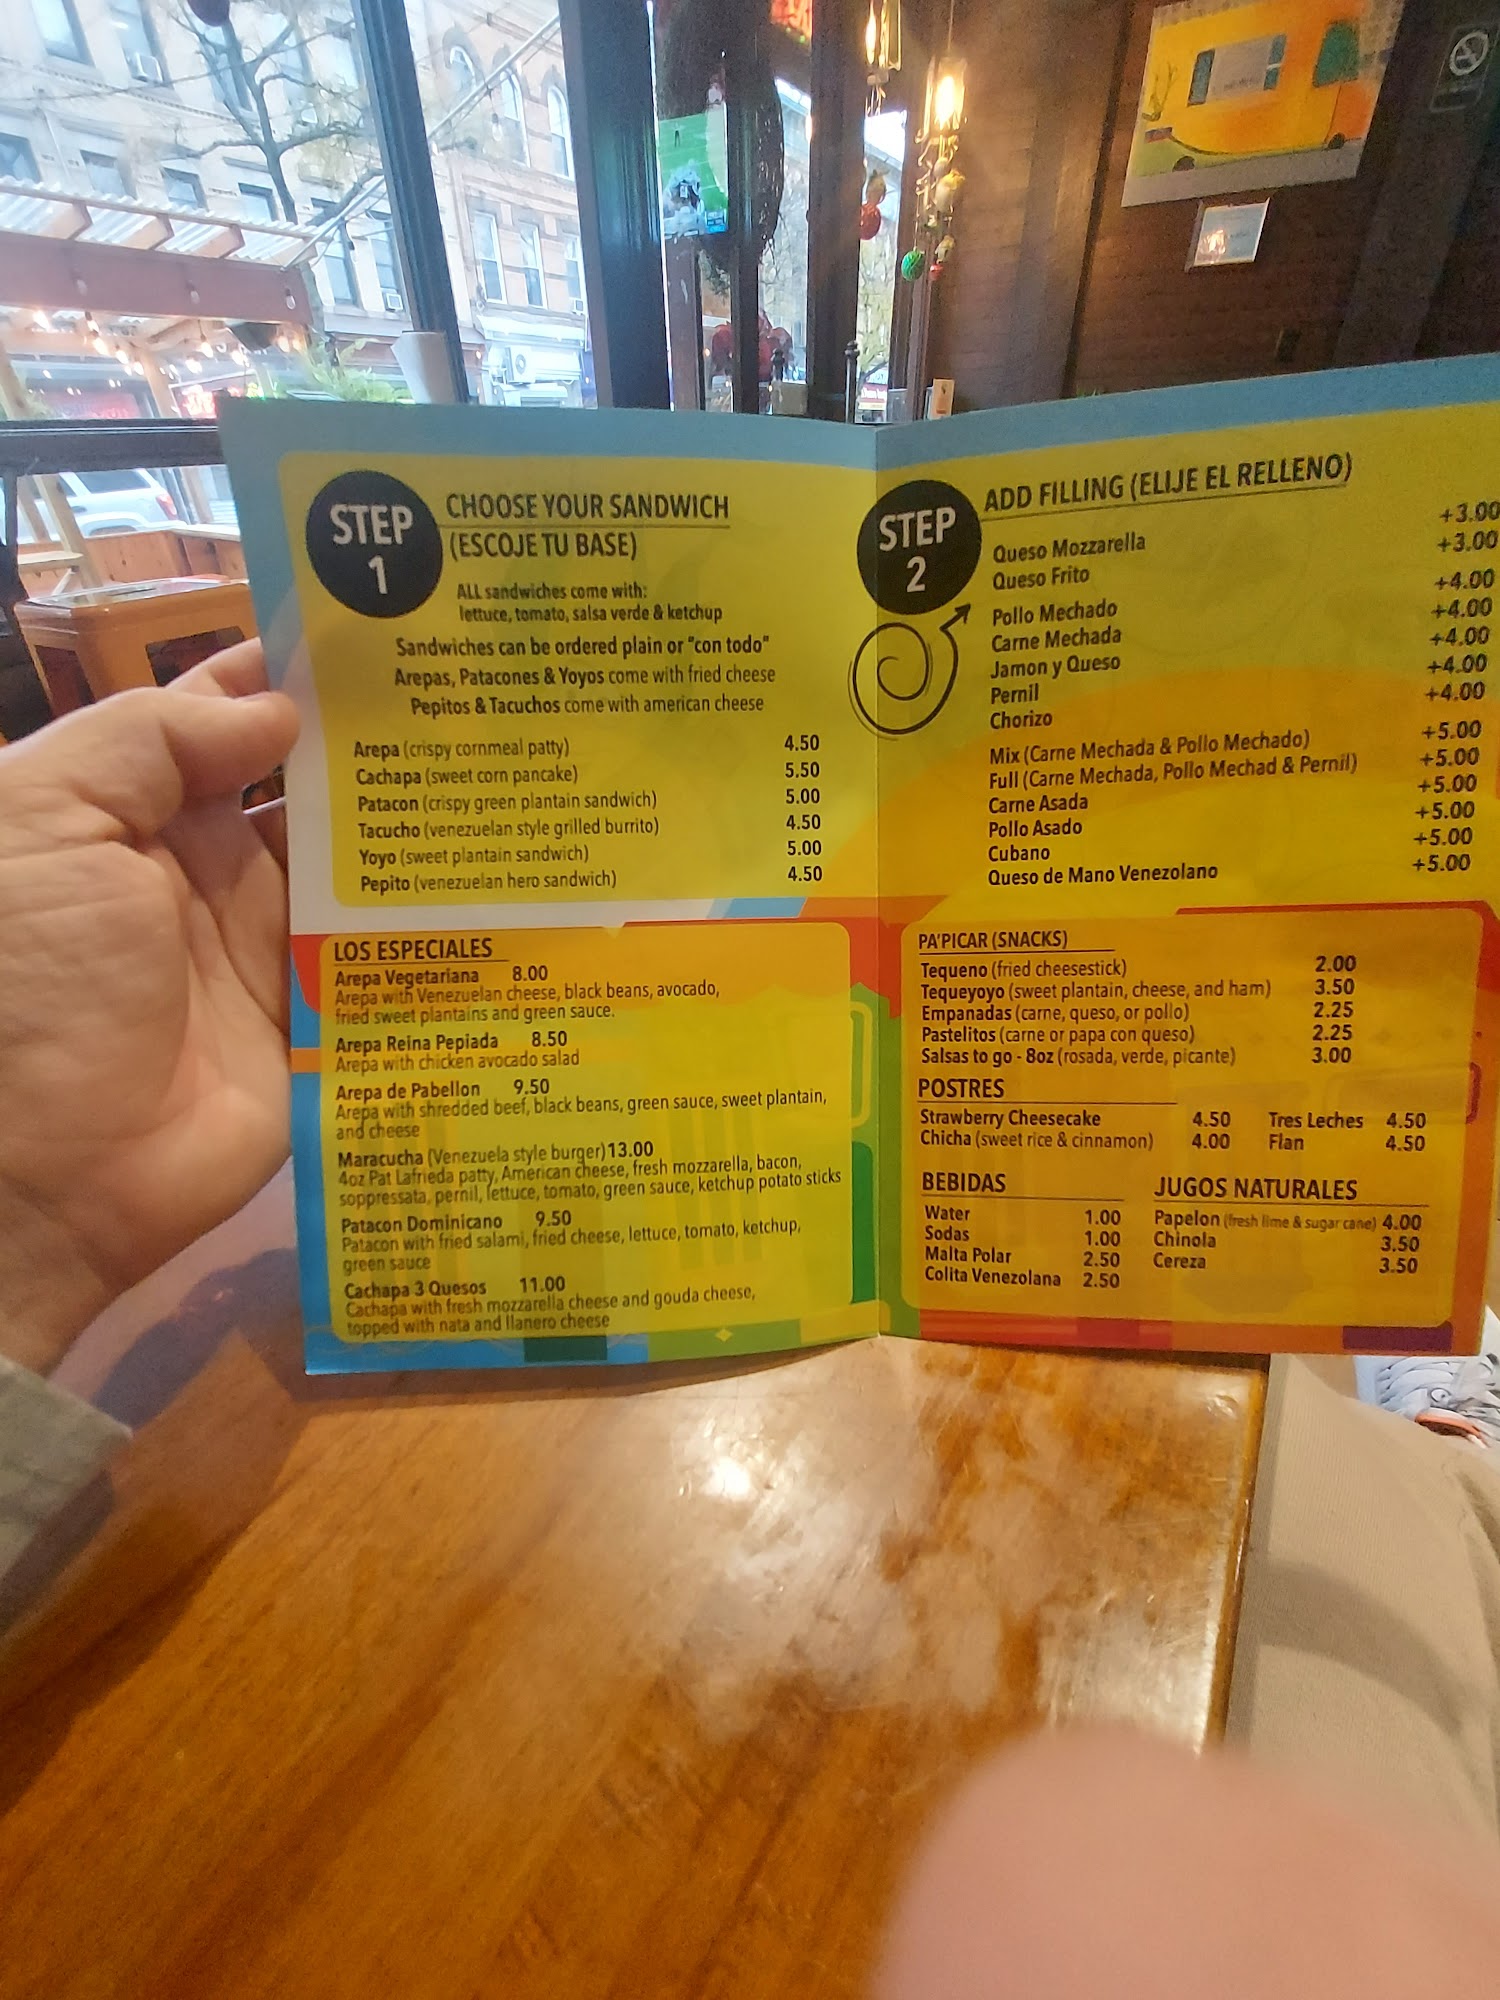 STEP
1
CHOOSE YOUR SANDWICH
(ESCOJE TU BASE)
ALL sandwiches come with:
lettuce, tomato, salsa verde & ketchup
Sandwiches can be ordered plain or "con todo"
Arepas, Patacones & Yoyos come with fried cheese
Pepitos & Tacuchos come with american cheese
Arepa (crispy cornmeal patty) 4.50
Cachapa (sweet corn pancake) 5.50
Patacon (crispy green plantain sandwich) 5.00
Tacucho (venezuelan style grilled burrito) 4.50
Yoyo (sweet plantain sandwich) 5.00
Pepito (venezuelan hero sandwich) 4.50
LOS ESPECIALES
Arepa Vegetariana 8.00
Arepa with Venezuelan cheese, black beans, avocado,
fried sweet plantains and green sauce.
Arepa Reina Pepiada 8.50
Arepa with chicken avocado salad
Arepa de Pabellon 9.50
Arepa with shredded beef, black beans, green sauce, sweet plantain,
and cheese
Maracucha (Venezuela style burger) 13.00
4oz Pat Lafrieda patty, American cheese, fresh mozzarella, bacon,
soppressata, pernil, lettuce, tomato, green sauce, ketchup potato sticks
Patacon Dominicano 9.50
Patacon with fried salami, fried cheese, lettuce, tomato, ketchup,
green sauce
Cachapa 3 Quesos 11.00
Cachapa with fresh mozzarella cheese and gouda cheese,
topped with nata and llanero cheese
STEP
2
ADD FILLING (ELIJE EL RELLENO)
Queso Mozzarella +3.00
Queso Frito +3.00
Pollo Mechado +4.00
Carne Mechada +4.00
Jamon y Queso +4.00
Pernil +4.00
Chorizo +4.00
Mix (Carne Mechada & Pollo Mechado) +5.00
Full (Carne Mechada, Pollo Mechad & Pernil) +5.00
Carne Asada +5.00
Pollo Asado +5.00
Cubano +5.00
Queso de Mano Venezolano +5.00
PA'PICAR (SNACKS)
Tequeno (fried cheesestick) 2.00
Tequeyoyo (sweet plantain, cheese, and ham) 3.50
Empanadas (carne, queso, or pollo) 2.25
Pastelitos (carne or papa con queso) 2.25
Salsas to go - 8oz (rosada, verde, picante) 3.00
POSTRES
Strawberry Cheesecake 4.50 Tres Leches 4.50
Chicha (sweet rice & cinnamon) 4.00 Flan 4.50
BEBIDAS
Water 1.00
Sodas 1.00
Malta Polar 2.50
Colita Venezolana 2.50
JUGOS NATURALES
Papelon (fresh lime & sugar cane) 4.00
Chinola 3.50
Cereza 3.50